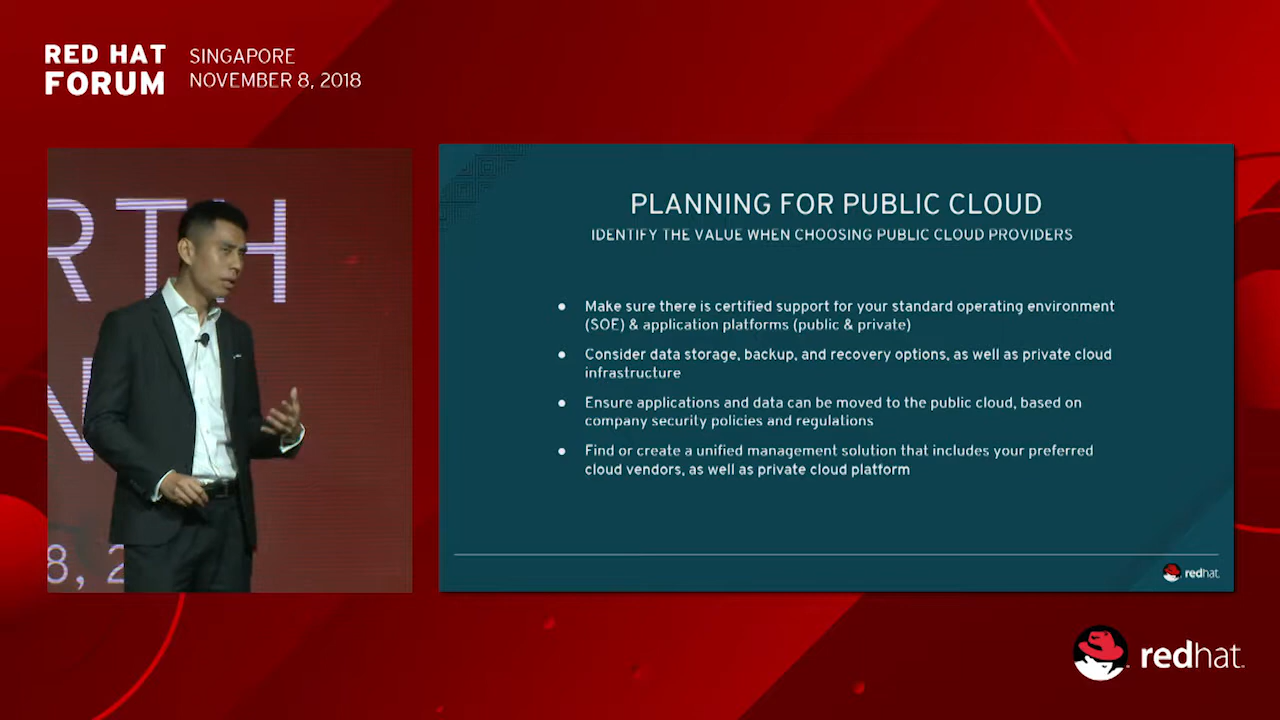 RED HAT
FORUM
SINGAPORE
NOVEMBER 8, 2018
RTH
N
8, 2
PLANNING FOR PUBLIC CLOUD
IDENTIFY THE VALUE WHEN CHOOSING PUBLIC CLOUD PROVIDERS
● Make sure there is certified support for your standard operating environment
(SOE) & application platforms (public & private)
● Consider data storage, backup, and recovery options, as well as private cloud
infrastructure
● Ensure applications and data can be moved to the public cloud, based on
company security policies and regulations
● Find or create a unified management solution that includes your preferred
cloud vendors, as well as private cloud platform
redhat.
redhat.